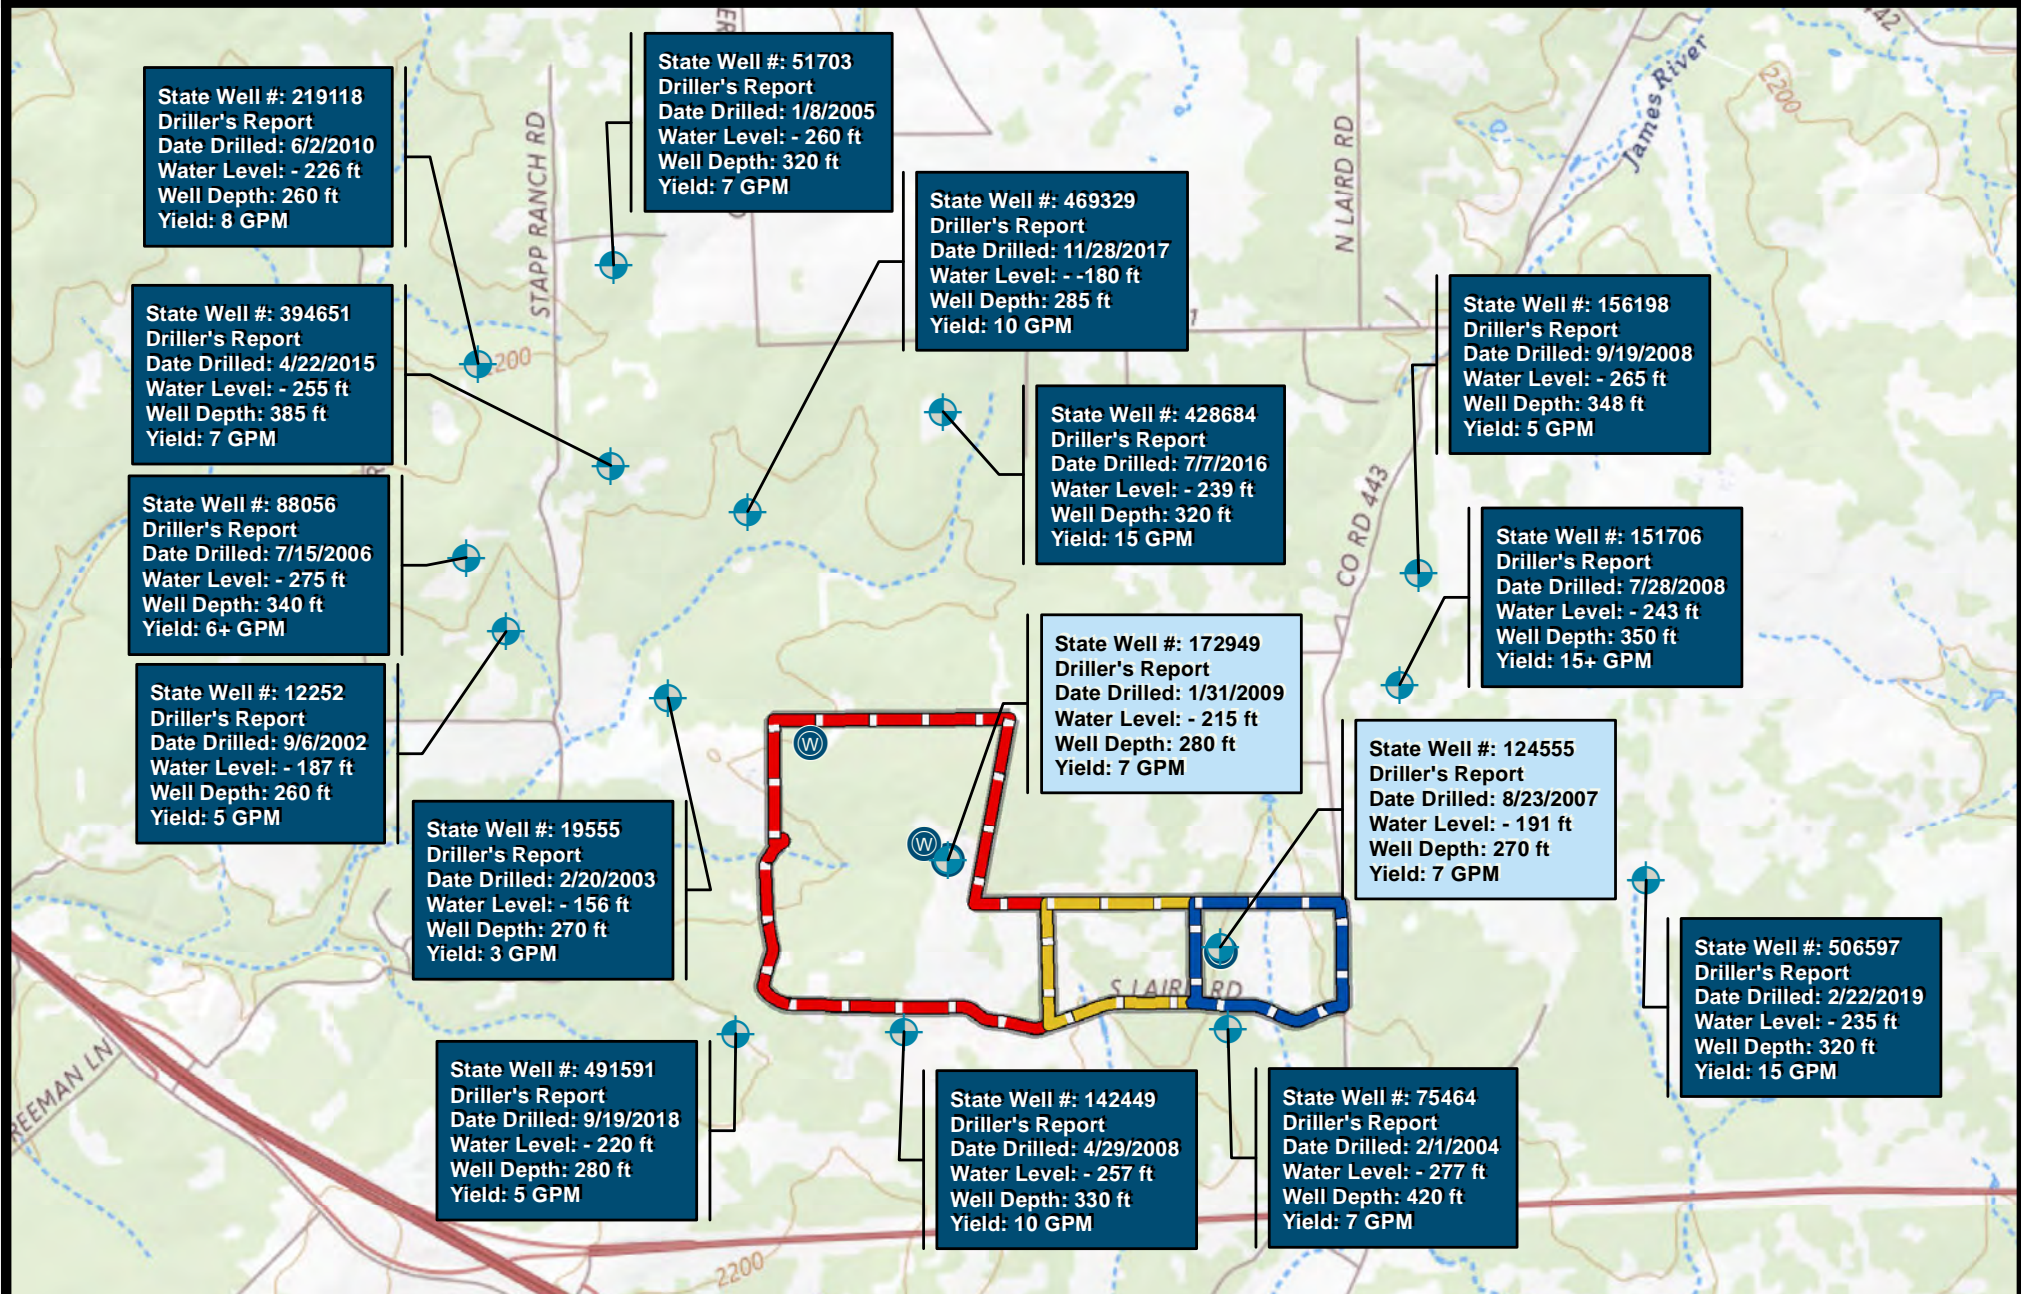 State Well #: 219118
Driller's Report
Date Drilled: 6/2/2010
Water Level: - 226 ft
Well Depth: 260 ft
Yield: 8 GPM
State Well #: 51703
Driller's Report
Date Drilled: 1/8/2005
Water Level: - 260 ft
Well Depth: 320 ft
Yield: 7 GPM
State Well #: 469329
Driller's Report
Date Drilled: 11/28/2017
Water Level: - -180 ft
Well Depth: 285 ft
Yield: 10 GPM
State Well #: 156198
Driller's Report
Date Drilled: 9/19/2008
Water Level: - 265 ft
Well Depth: 348 ft
Yield: 5 GPM
State Well #: 394651
Driller's Report
Date Drilled: 4/22/2015
Water Level: - 255 ft
Well Depth: 385 ft
Yield: 7 GPM
State Well #: 428684
Driller's Report
Date Drilled: 7/7/2016
Water Level: - 239 ft
Well Depth: 320 ft
Yield: 15 GPM
State Well #: 88056
Driller's Report
Date Drilled: 7/15/2006
Water Level: - 275 ft
Well Depth: 340 ft
Yield: 6+ GPM
State Well #: 151706
Driller's Report
Date Drilled: 7/28/2008
Water Level: - 243 ft
Well Depth: 350 ft
Yield: 15+ GPM
State Well #: 172949
Driller's Report
Date Drilled: 1/31/2009
Water Level: - 215 ft
Well Depth: 280 ft
Yield: 7 GPM
State Well #: 12252
Driller's Report
Date Drilled: 9/6/2002
Water Level: - 187 ft
Well Depth: 260 ft
Yield: 5 GPM
State Well #: 124555
Driller's Report
Date Drilled: 8/23/2007
Water Level: - 191 ft
Well Depth: 270 ft
Yield: 7 GPM
State Well #: 19555
Driller's Report
Date Drilled: 2/20/2003
Water Level: - 156 ft
Well Depth: 270 ft
Yield: 3 GPM
State Well #: 506597
Driller's Report
Date Drilled: 2/22/2019
Water Level: - 235 ft
Well Depth: 320 ft
Yield: 15 GPM
State Well #: 491591
Driller's Report
Date Drilled: 9/19/2018
Water Level: - 220 ft
Well Depth: 280 ft
Yield: 5 GPM
State Well #: 142449
Driller's Report
Date Drilled: 4/29/2008
Water Level: - 257 ft
Well Depth: 330 ft
Yield: 10 GPM
State Well #: 75464
Driller's Report
Date Drilled: 2/1/2004
Water Level: - 277 ft
Well Depth: 420 ft
Yield: 7 GPM
STAPP RANCH RD
N LAIRD RD
James River
2200
CO RD 443
W
W
S LAIRD RD
REEMAN LN
2200